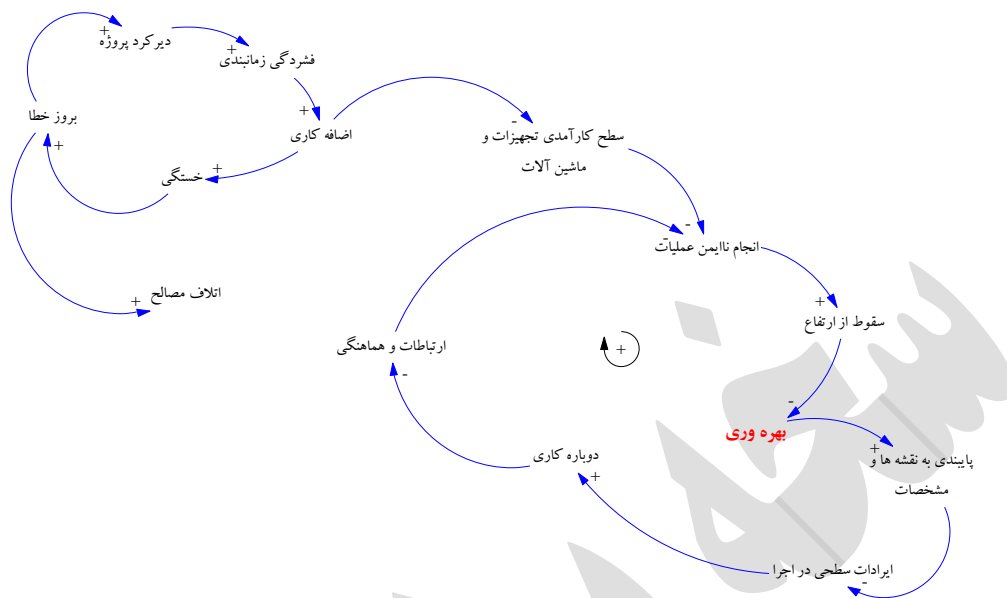 دیرکرد پروژه
+
فشردگی زمانبندی
+
+
اضافه کاری
بروز خطا
+
خستگی
+
-
سطح کارآمدی تجهیزات و
ماشین آلات
انجام ناایمن عملیات
-
-
اتلاف مصالح
+
+
سقوط از ارتفاع
ارتباطات و هماهنگی
-
+
-
بهره وری
+
پایبندی به نقشه ها و
مشخصات
دوباره کاری
+
ایرادات سطحی در اجرا
-